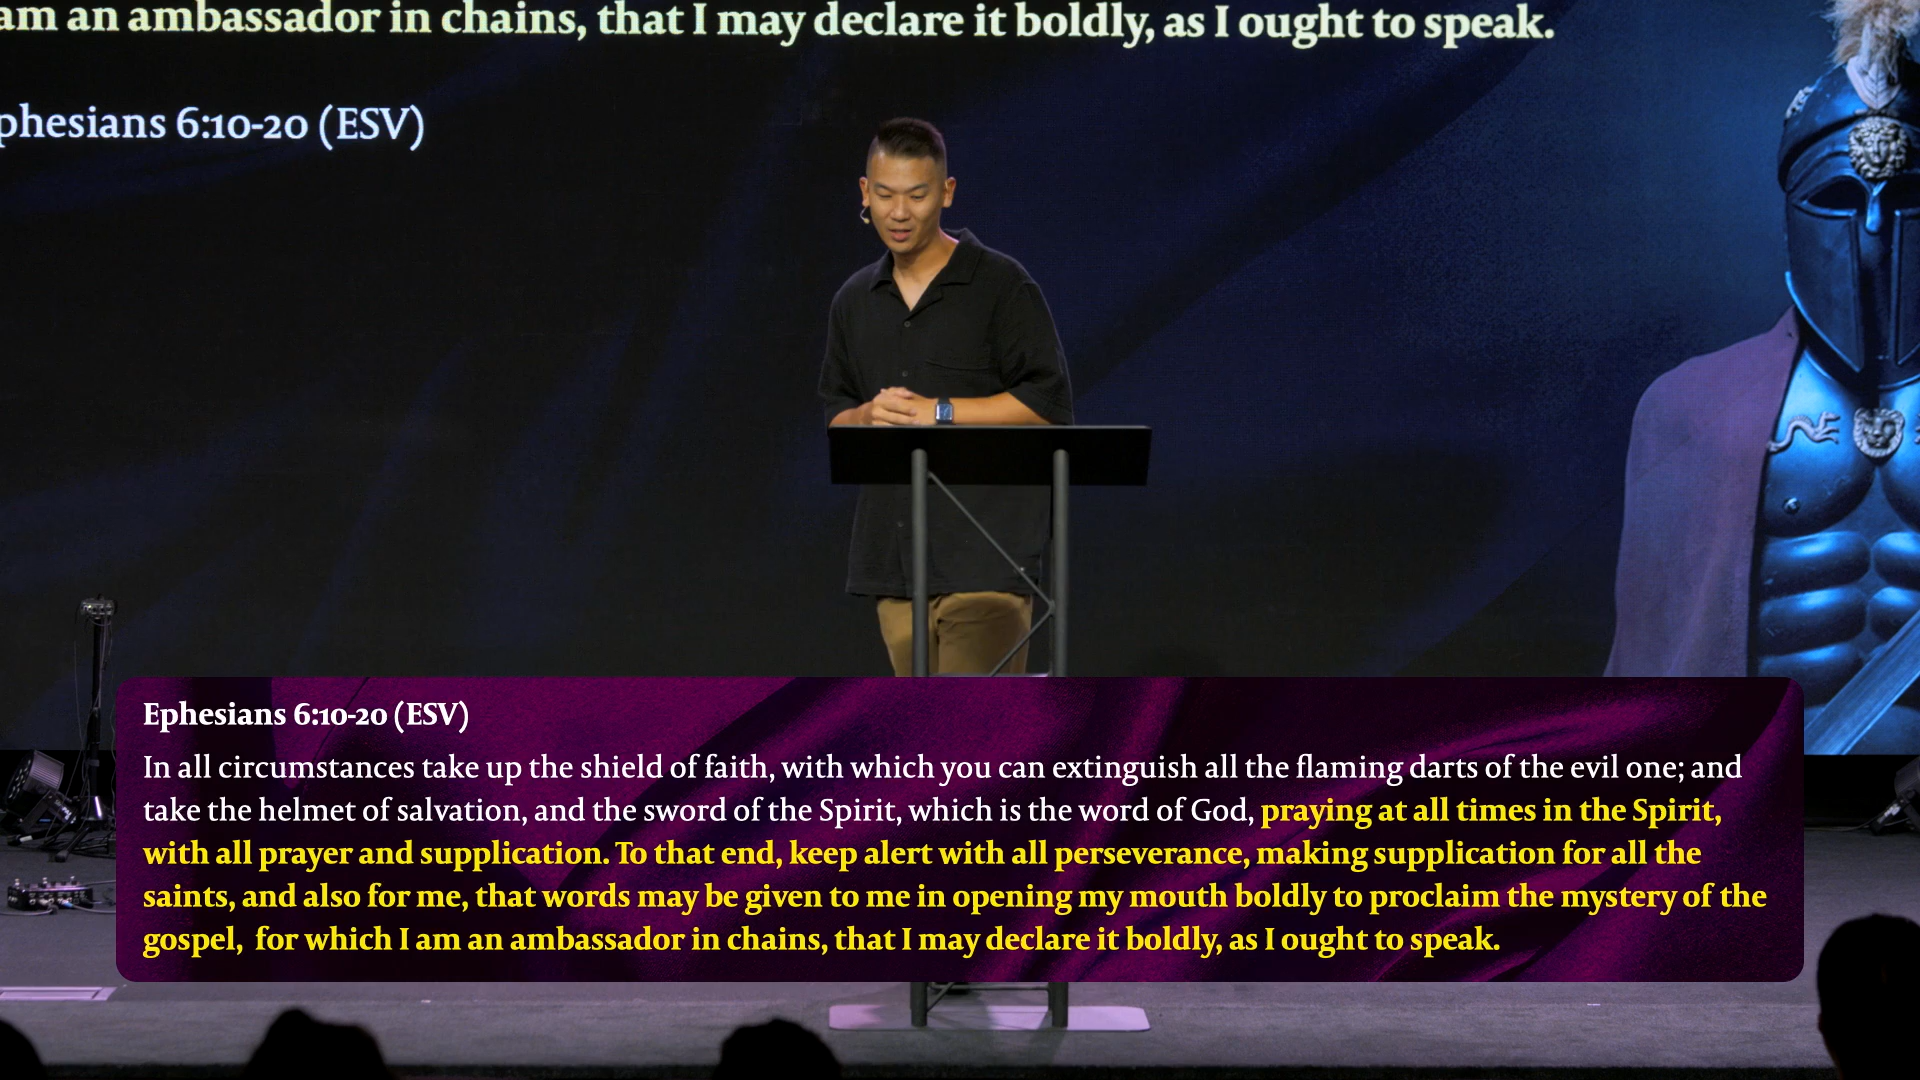 am an ambassador in chains, that I may declare it boldly, as I ought to speak.
phesians 6:10-20 (ESV)
Ephesians 6:10-20 (ESV)
In all circumstances take up the shield of faith, with which you can extinguish all the flaming darts of the evil one; and
take the helmet of salvation, and the sword of the Spirit, which is the word of God, praying at all times in the Spirit,
with all prayer and supplication. To that end, keep alert with all perseverance, making supplication for all the
saints, and also for me, that words may be given to me in opening my mouth boldly to proclaim the mystery of the
gospel,  for which I am an ambassador in chains, that I may declare it boldly, as I ought to speak.